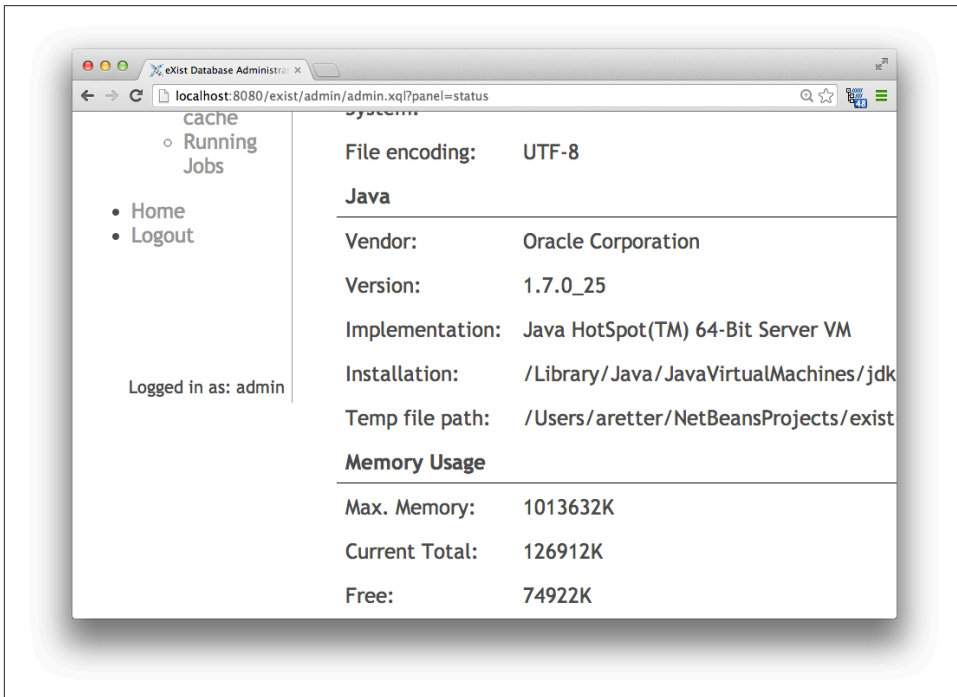 eXist Database Administra
localhost:8080/exist/admin/admin.xql?panel=status
48
cache
Running
Jobs
Home
Logout
Logged in as: admin
System:
File encoding: UTF-8
Java
Vendor: Oracle Corporation
Version: 1.7.0_25
Implementation: Java HotSpot(TM) 64-Bit Server VM
Installation: /Library/Java/JavaVirtualMachines/jdk
Temp file path: /Users/aretter/NetBeansProjects/exist
Memory Usage
Max. Memory: 1013632K
Current Total: 126912K
Free: 74922K